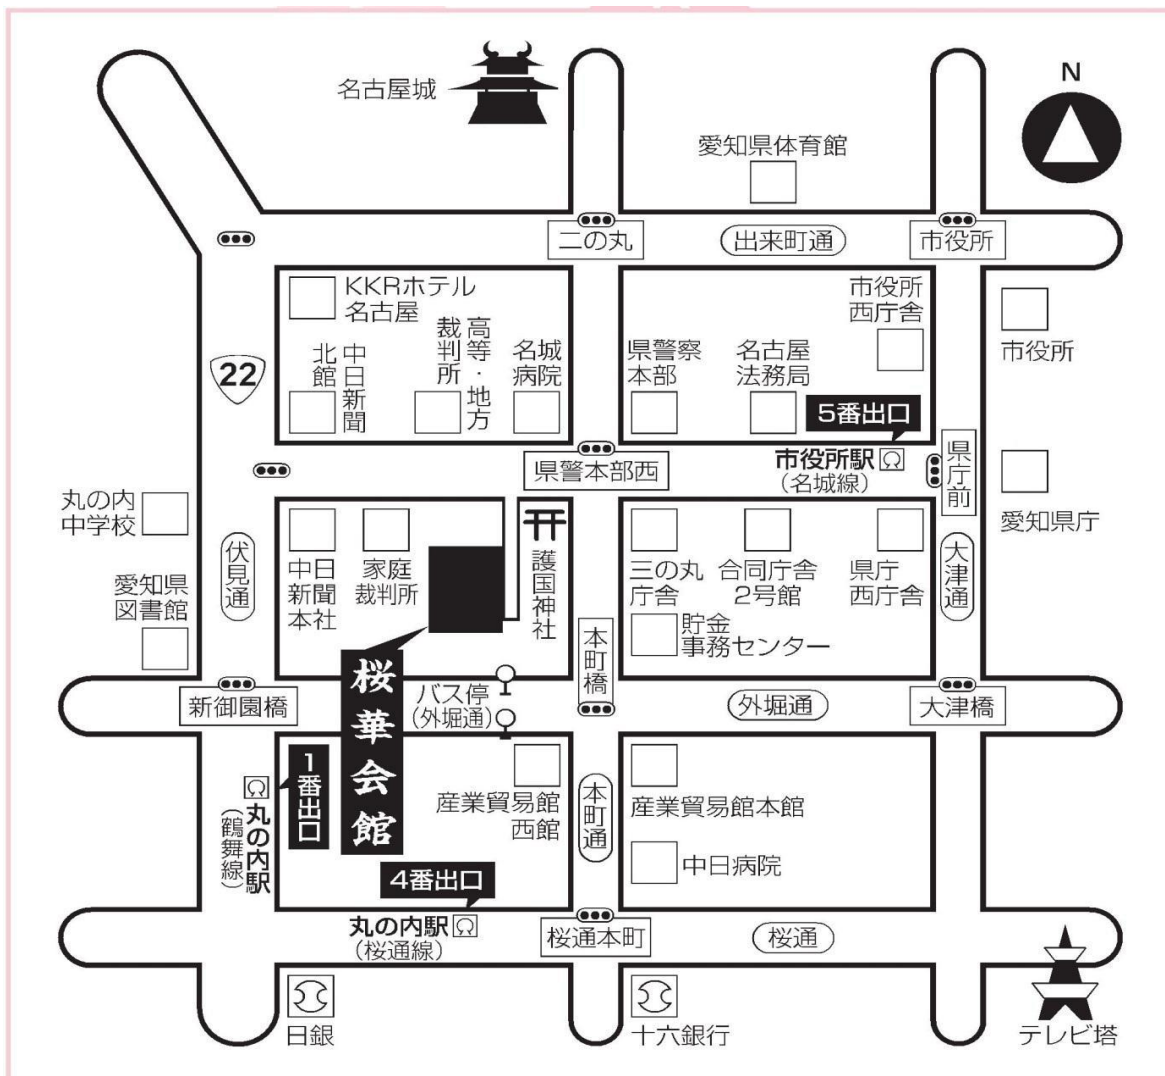 名古屋城
N
愛知県体育館
二の丸
出来町通
市役所
KKRホテル
名古屋
市役所
西庁舎
市役所
22
北館
中日新聞
裁判所
高等・地方
名城
病院
県警察
本部
名古屋
法務局
5番出口
県警本部西
市役所駅
(名城線)
県庁前
愛知県庁
丸の内
中学校
伏見通
中日
新聞
本社
家庭
裁判所
護国神社
三の丸
庁舎
合同庁舎
2号館
県庁
西庁舎
大津通
愛知県
図書館
貯金
事務センター
桜華会館
本町橋
新御園橋
バス停
(外堀通)
外堀通
大津橋
1番出口
丸の内駅
(鶴舞線)
産業貿易館
西館
本町通
産業貿易館本館
中日病院
4番出口
丸の内駅
(桜通線)
桜通本町
桜通
日銀
十六銀行
テレビ塔